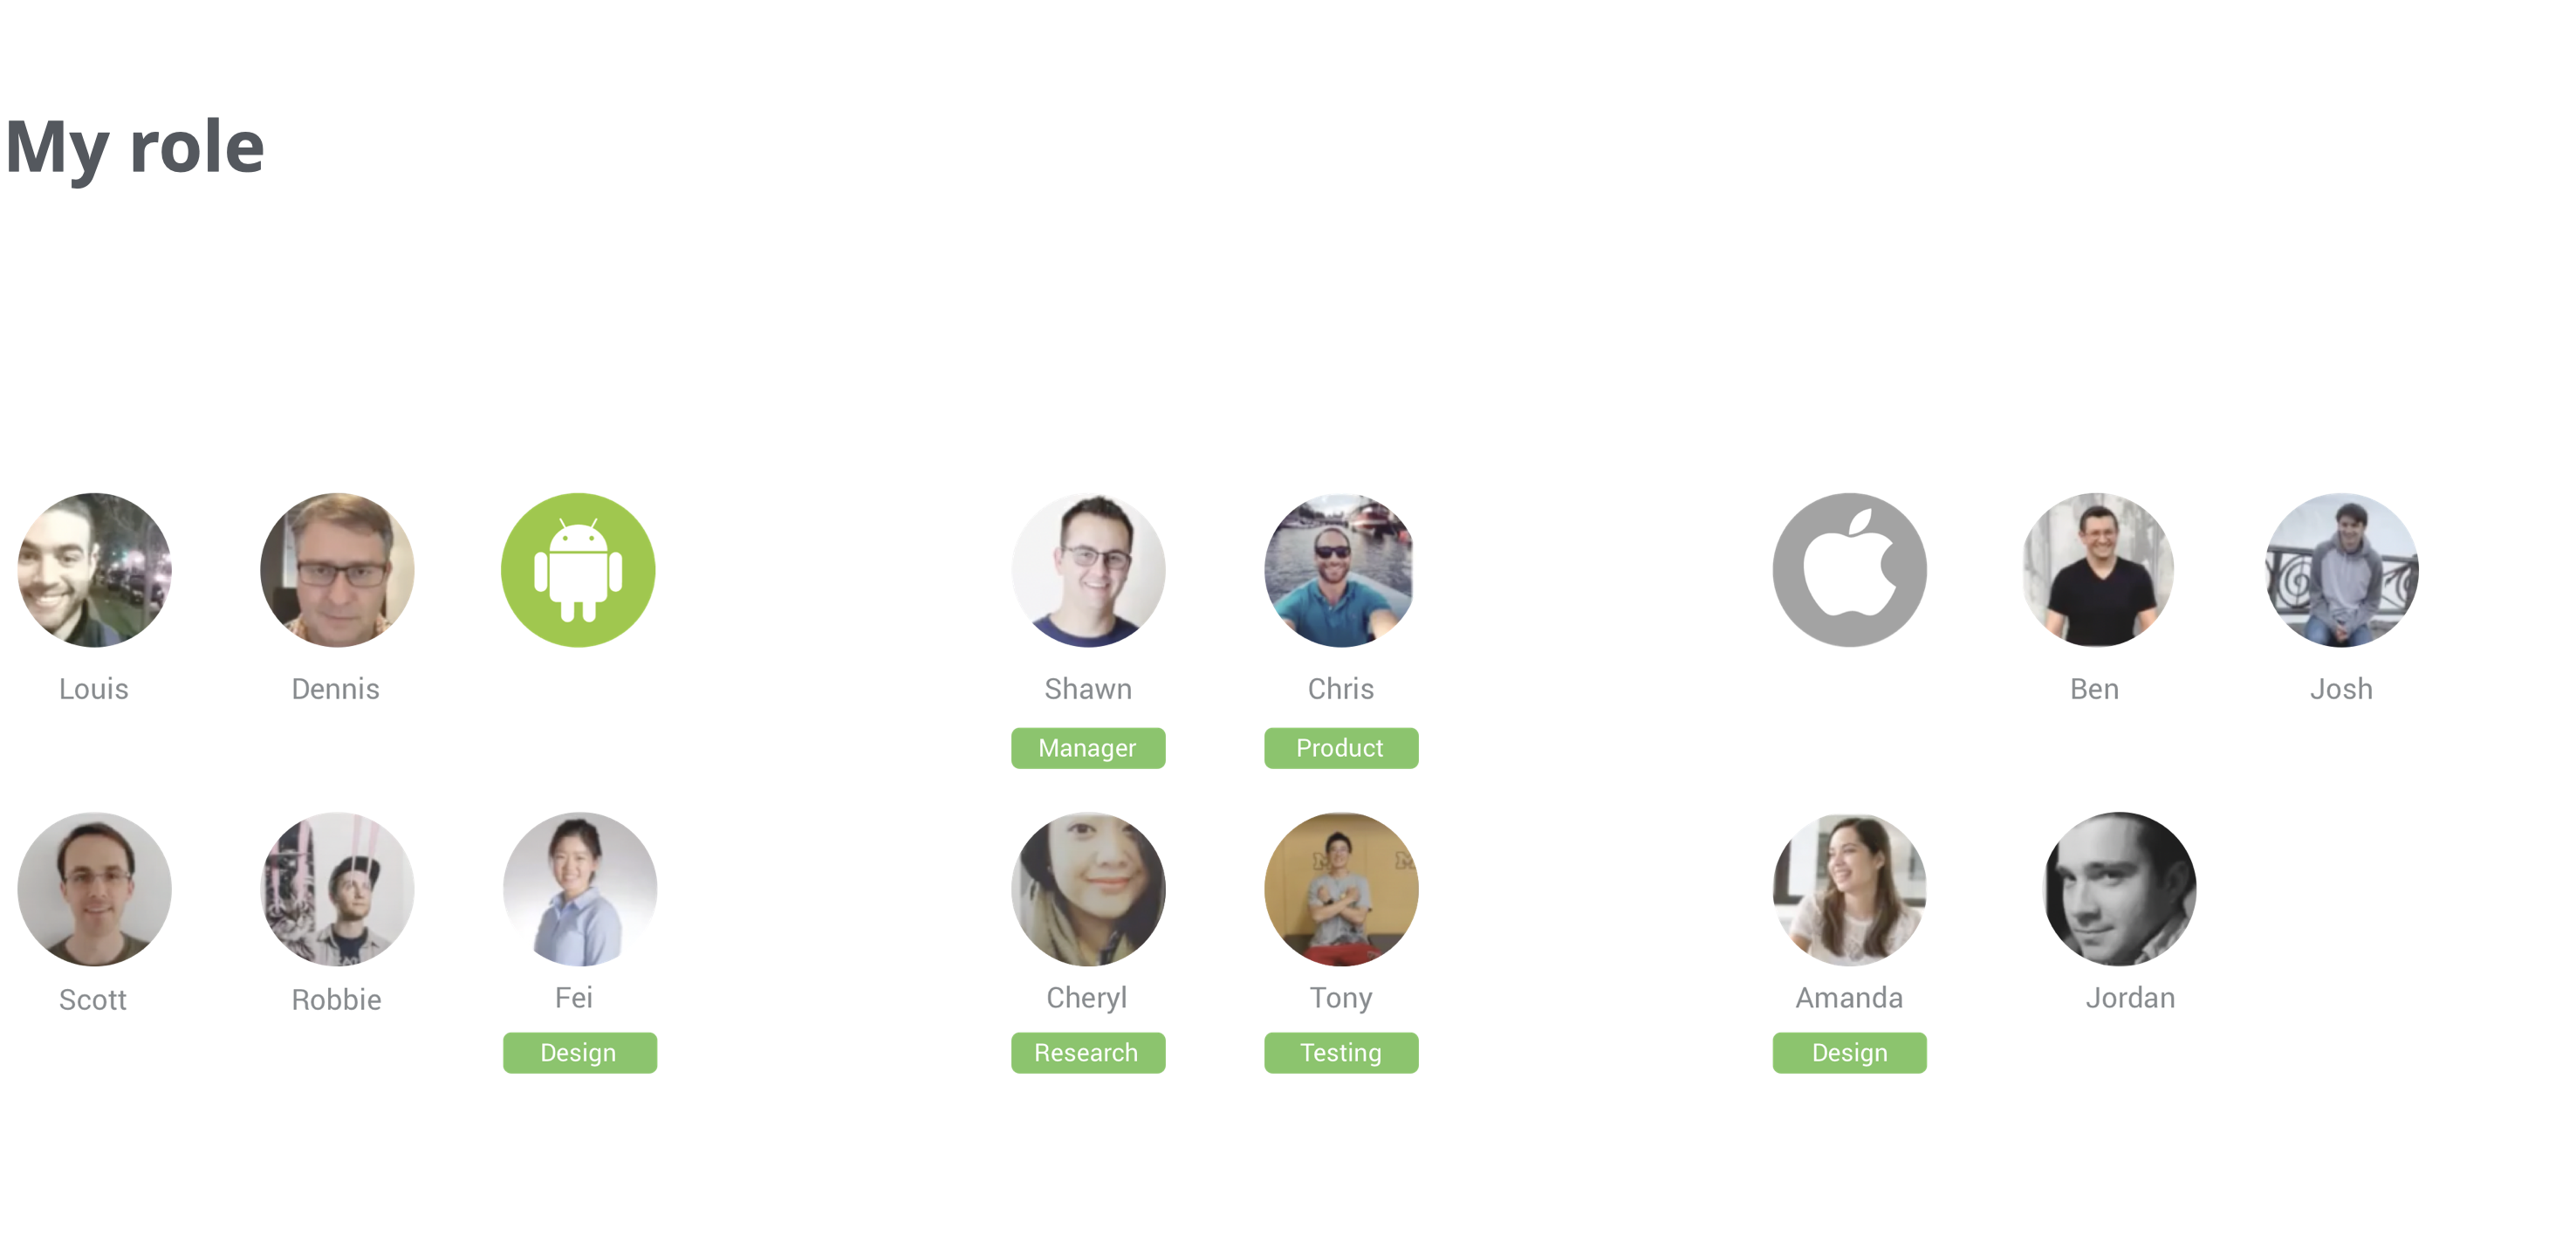 My role
Louis
Dennis
Shawn
Manager
Chris
Product
Ben
Josh
Scott
Robbie
Fei
Design
Cheryl
Research
Tony
Testing
Amanda
Design
Jordan